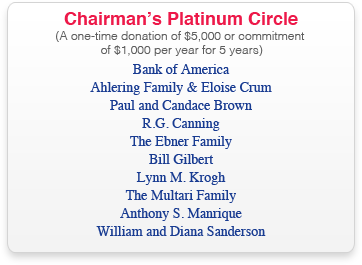 Chairman's Platinum Circle
(A one-time donation of $5,000 or commitment
of $1,000 per year for 5 years)
Bank of America
Ahlering Family & Eloise Crum
Paul and Candace Brown
R.G. Canning
The Ebner Family
Bill Gilbert
Lynn M. Krogh
The Multari Family
Anthony S. Manrique
William and Diana Sanderson